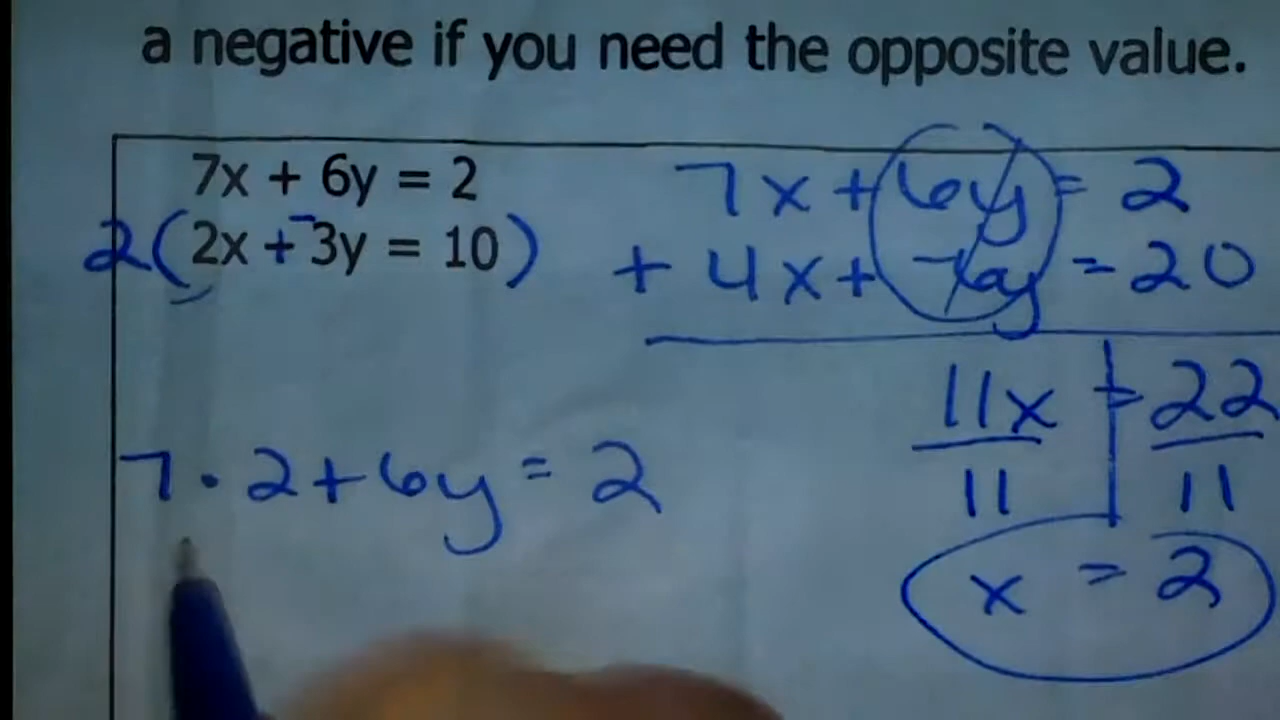 a negative if you need the opposite value.
7x + 6y = 2
2(2x + -3y = 10)
7x + 6y = 2
+ 4x + -6y = 20
11x = 22
11 11
x = 2
7 · 2 + 6y = 2